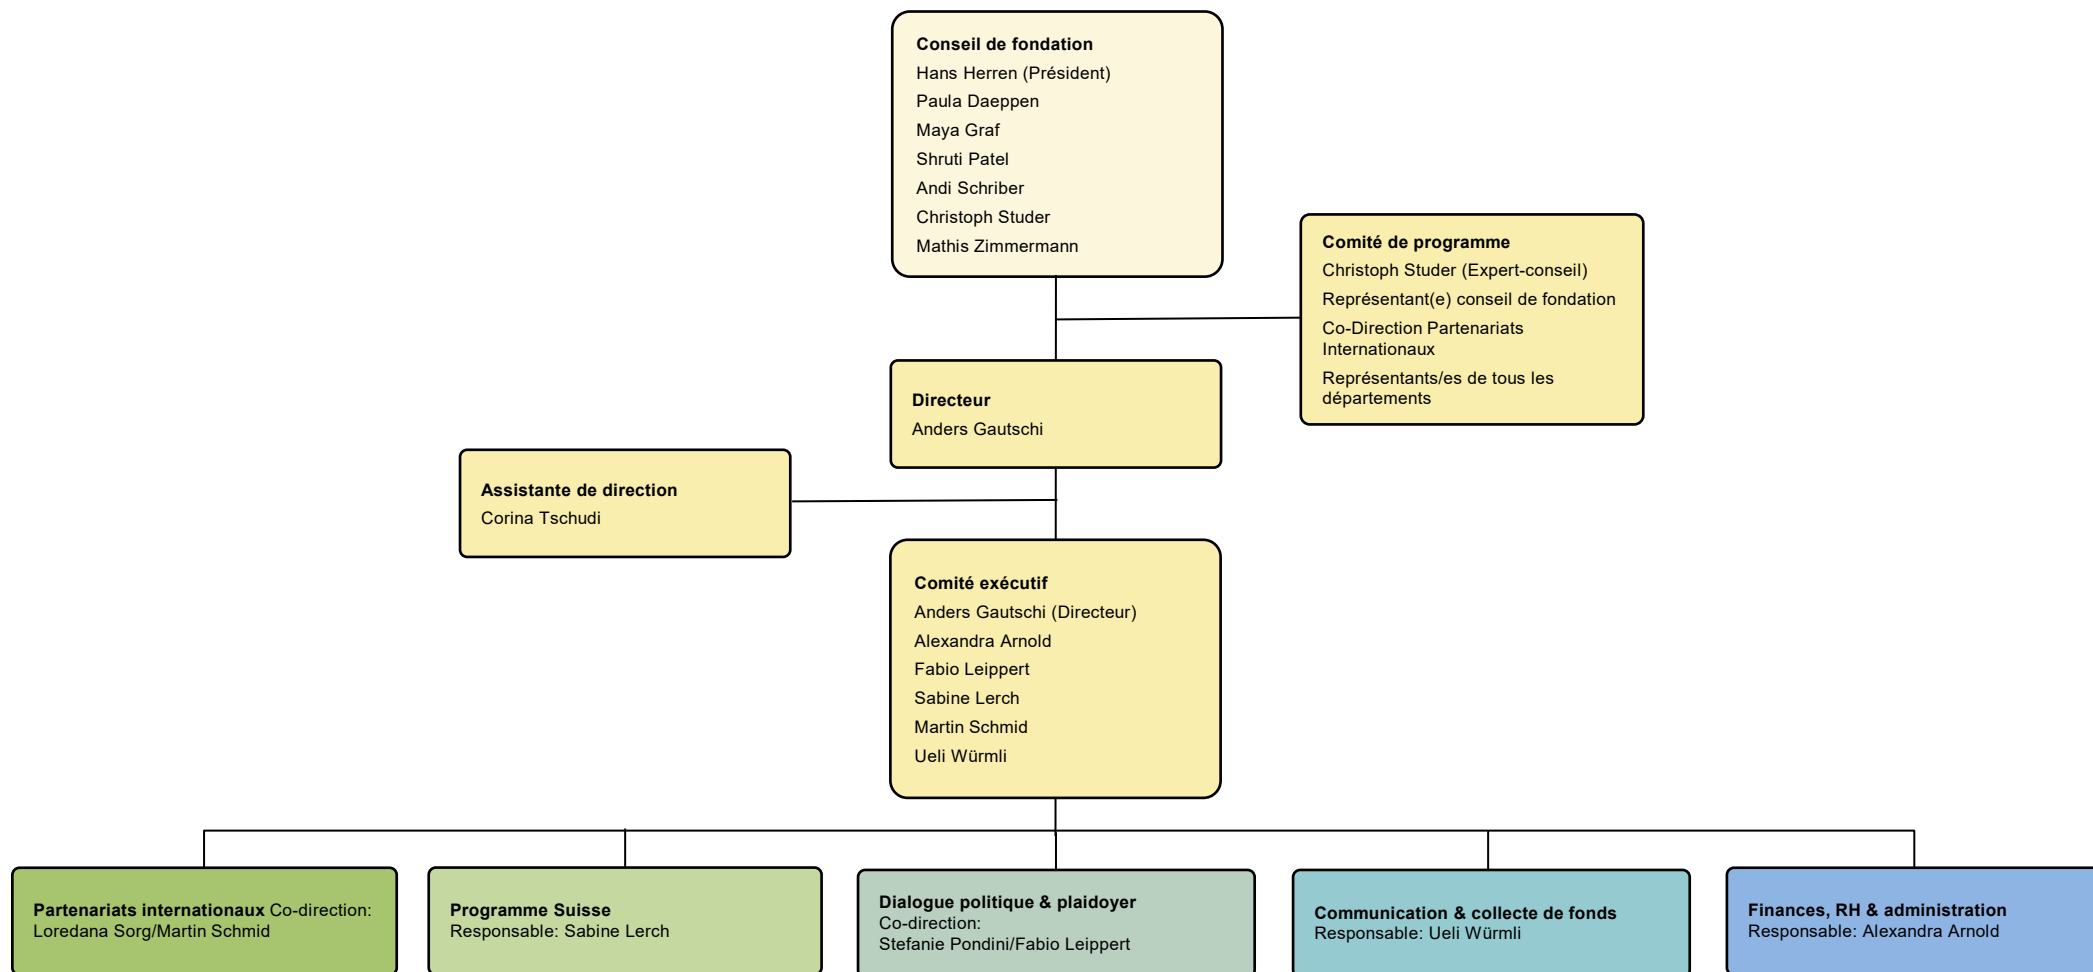 Conseil de fondation
Hans Herren (Président)
Paula Daeppen
Maya Graf
Shruti Patel
Andi Schriber
Christoph Studer
Mathis Zimmermann
Comité de programme
Christoph Studer (Expert-conseil)
Représentant(e) conseil de fondation
Co-Direction Partenariats
Internationaux
Représentants/es de tous les
départements
Directeur
Anders Gautschi
Assistante de direction
Corina Tschudi
Comité exécutif
Anders Gautschi (Directeur)
Alexandra Arnold
Fabio Leippert
Sabine Lerch
Martin Schmid
Ueli Würmli
Partenariats internationaux Co-direction:
Loredana Sorg/Martin Schmid
Programme Suisse
Responsable: Sabine Lerch
Dialogue politique & plaidoyer
Co-direction:
Stefanie Pondini/Fabio Leippert
Communication & collecte de fonds
Responsable: Ueli Würmli
Finances, RH & administration
Responsable: Alexandra Arnold